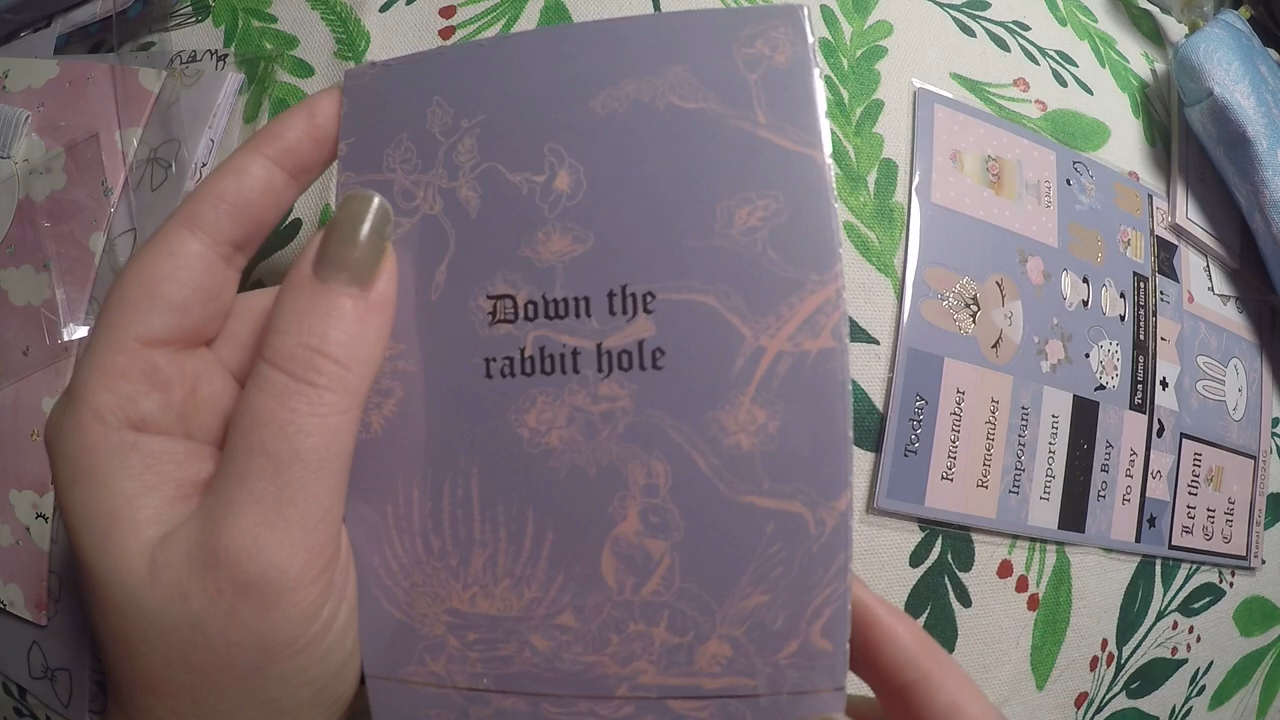 Down the
rabbit hole
Today
Remember
Remember
Important
Important
To Buy
To Pay
$
Tea time
snack time
Let them
Eat
Cake
SD024G